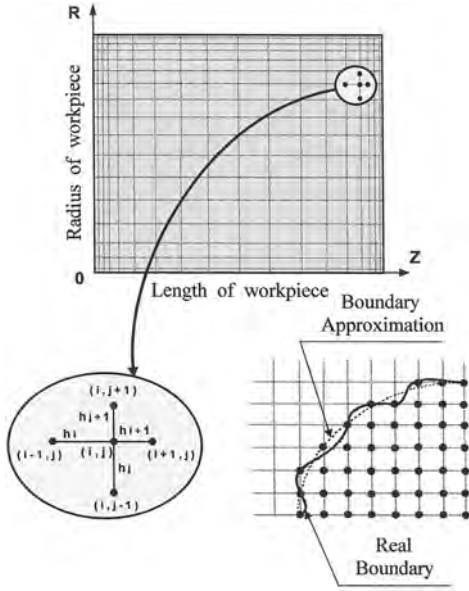 R
Radius of workpiece
0
Z
Length of workpiece
Boundary
Approximation
(i,j+1)
hj+1
hi
hi+1
(i-1,j)
(i,j)
(i+1,j)
hj
(i,j-1)
Real
Boundary